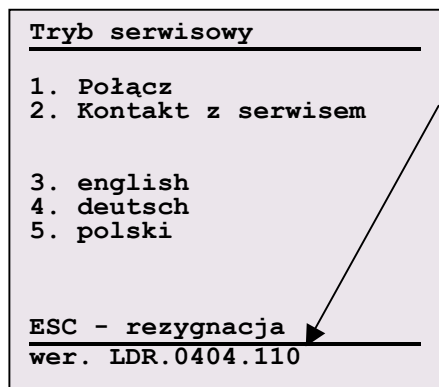 Tryb serwisowy
1. Połącz
2. Kontakt z serwisem
3. english
4. deutsch
5. polski
ESC - rezygnacja
wer. LDR.0404.110